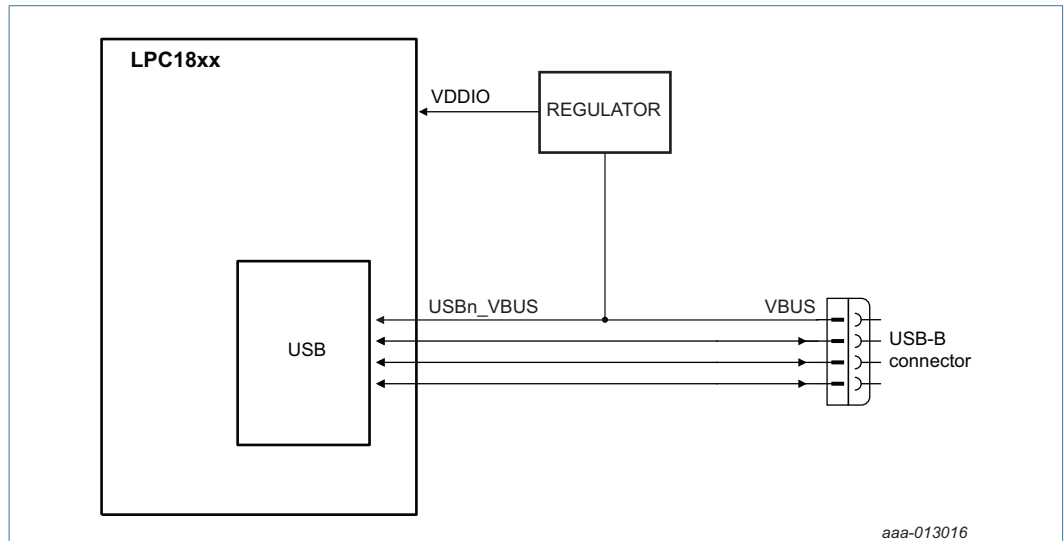 LPC18xx
VDDIO
REGULATOR
USBn_VBUS
VBUS
USB
USB-B
connector
aaa-013016